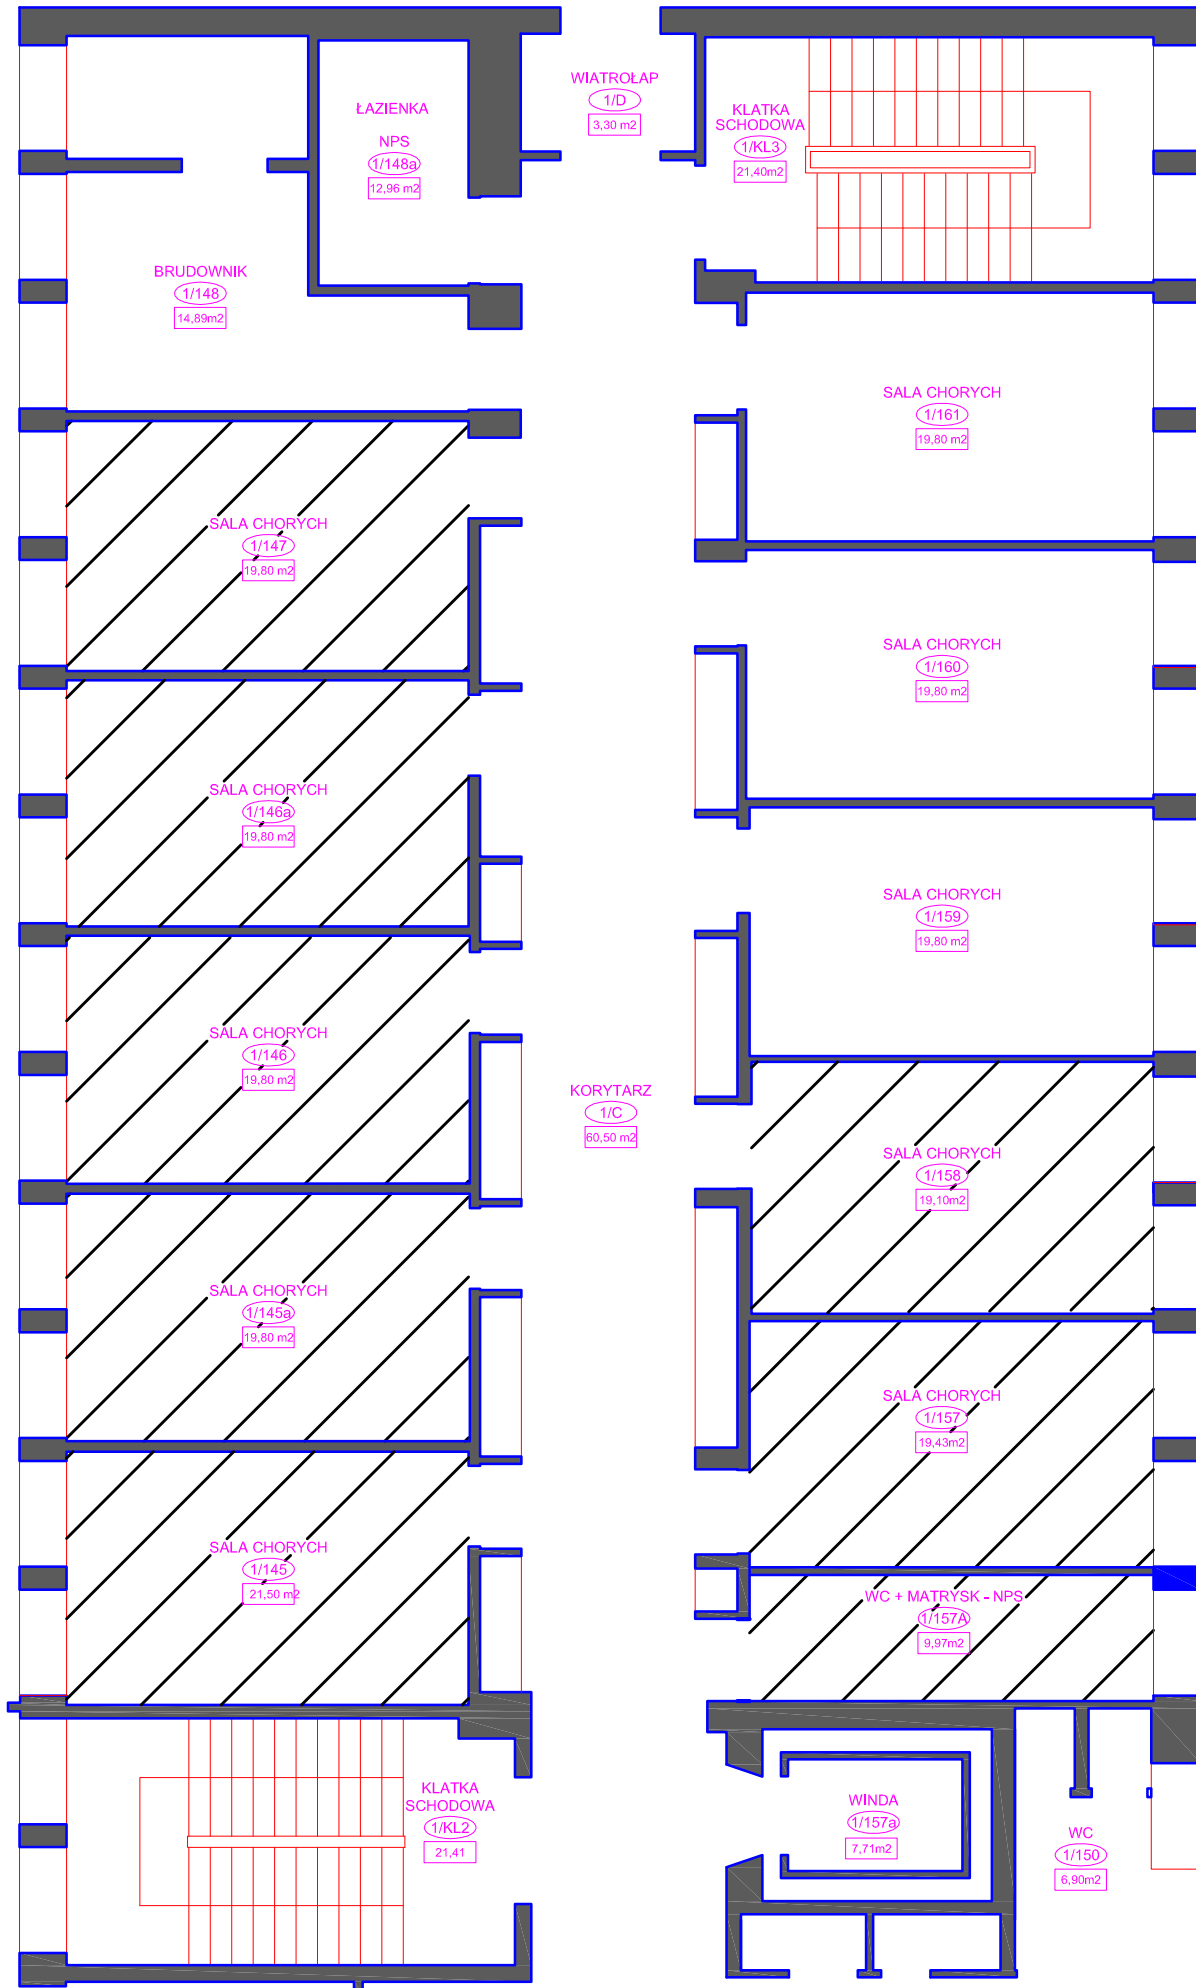 WIATROŁAP
1/D
3,30 m2
ŁAZIENKA
NPS
1/148a
12,96 m2
KLATKA
SCHODOWA
1/KL3
21,40m2
BRUDOWNIK
1/148
14,89m2
SALA CHORYCH
1/161
19,80 m2
SALA CHORYCH
1/147
19,80 m2
SALA CHORYCH
1/160
19,80 m2
SALA CHORYCH
1/146a
19,80 m2
SALA CHORYCH
1/159
19,80 m2
SALA CHORYCH
1/146
19,80 m2
KORYTARZ
1/C
60,50 m2
SALA CHORYCH
1/158
19,10m2
SALA CHORYCH
1/145a
19,80 m2
SALA CHORYCH
1/157
19,43m2
SALA CHORYCH
1/145
21,50 m2
WC + MATRYSK - NPS
1/157A
9,97m2
KLATKA
SCHODOWA
1/KL2
21,41
WINDA
1/157a
7,71m2
WC
1/150
6,90m2